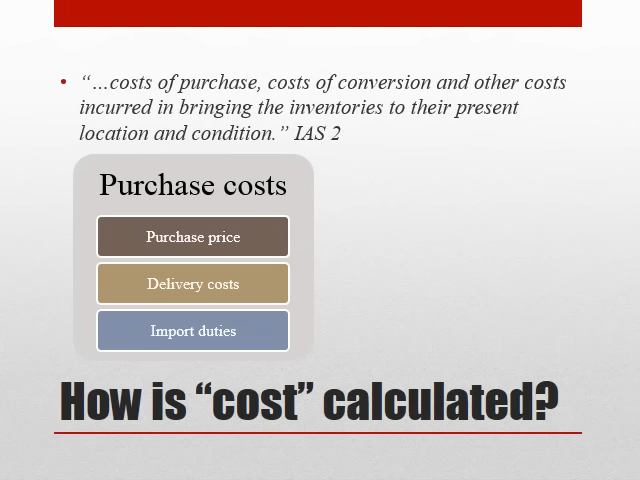 • “…costs of purchase, costs of conversion and other costs
incurred in bringing the inventories to their present
location and condition.” IAS 2
Purchase costs
Purchase price
Delivery costs
Import duties
How is “cost” calculated?